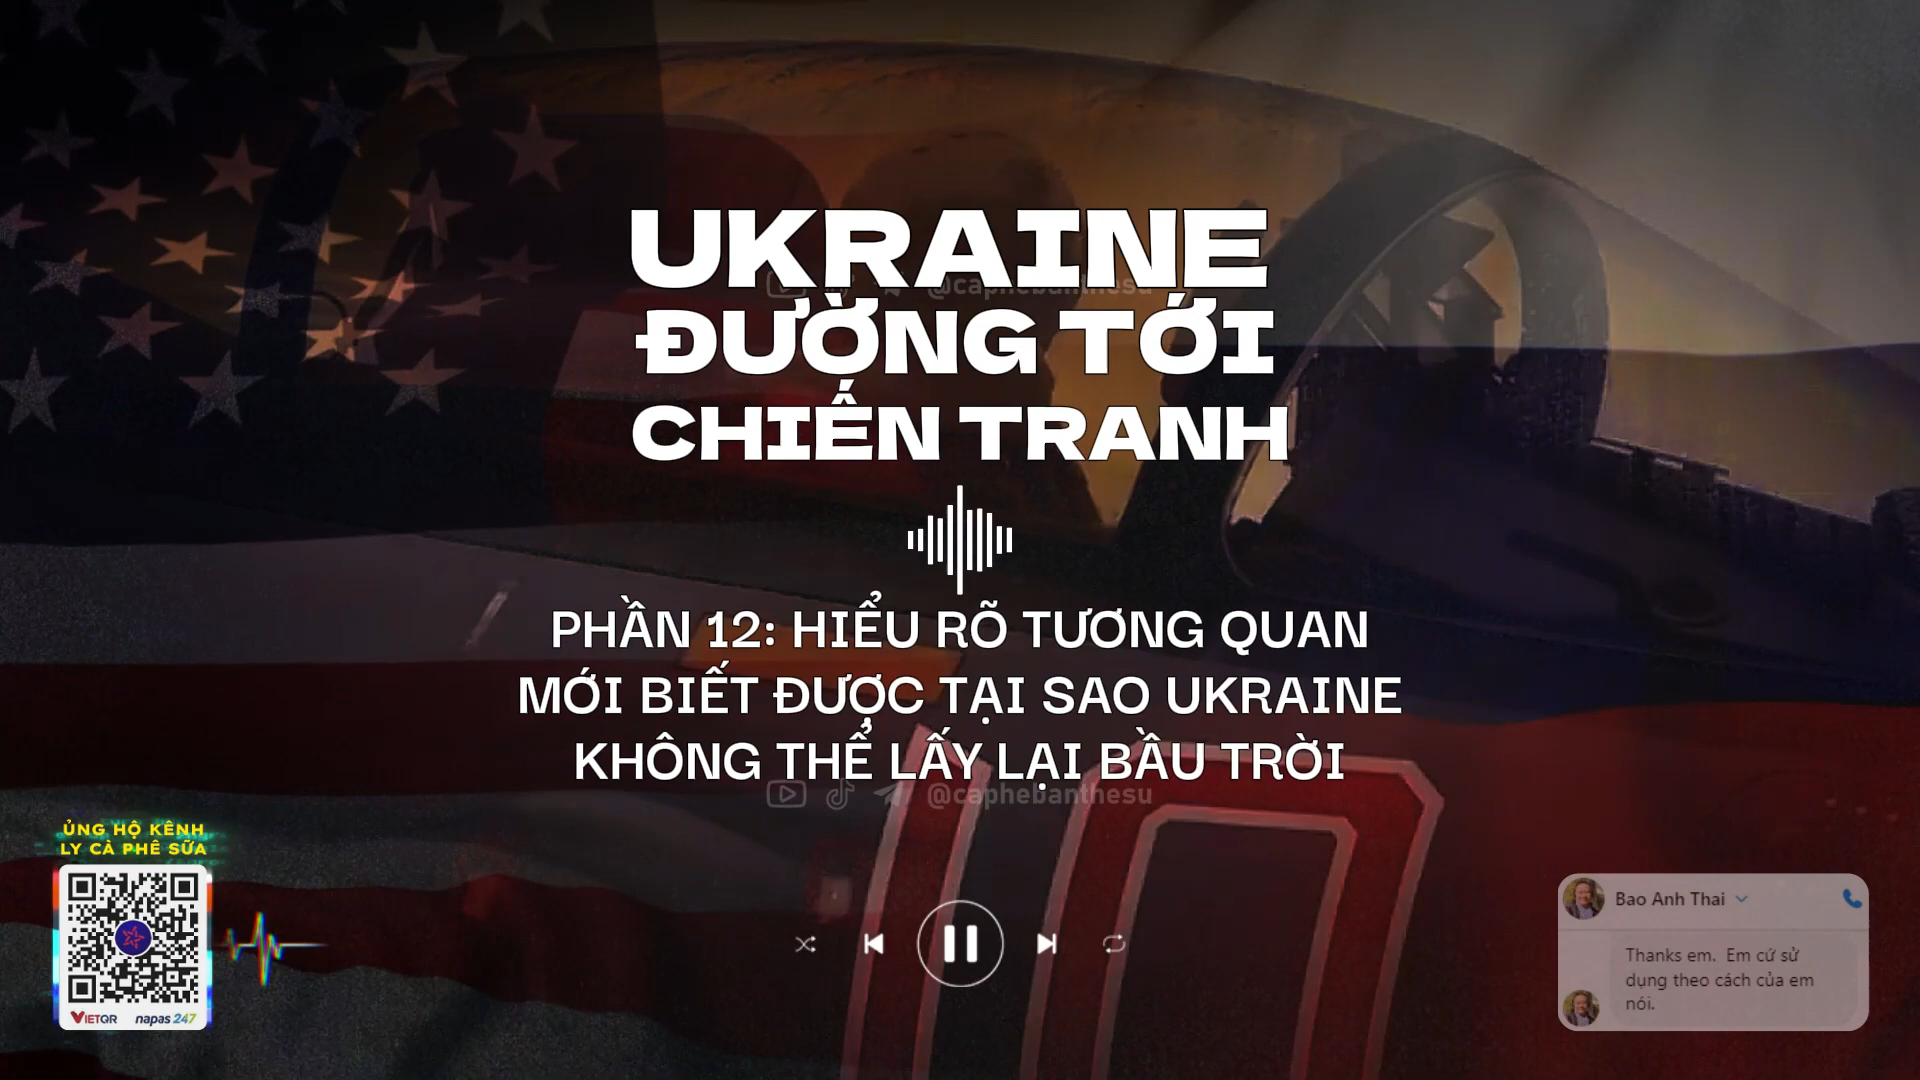 UKRAINE
ĐƯỜNG TỚI
CHIẾN TRANH
@caphebanthesu
PHẦN 12: HIỂU RÕ TƯƠNG QUAN
MỚI BIẾT ĐƯỢC TẠI SAO UKRAINE
KHÔNG THỂ LẤY LẠI BẦU TRỜI
@caphebanthesu
10
ỦNG HỘ KÊNH
LY CÀ PHÊ SỮA
VIETQR napas 247
Bao Anh Thai
Thanks em. Em cứ sử
dụng theo cách của em
nói.